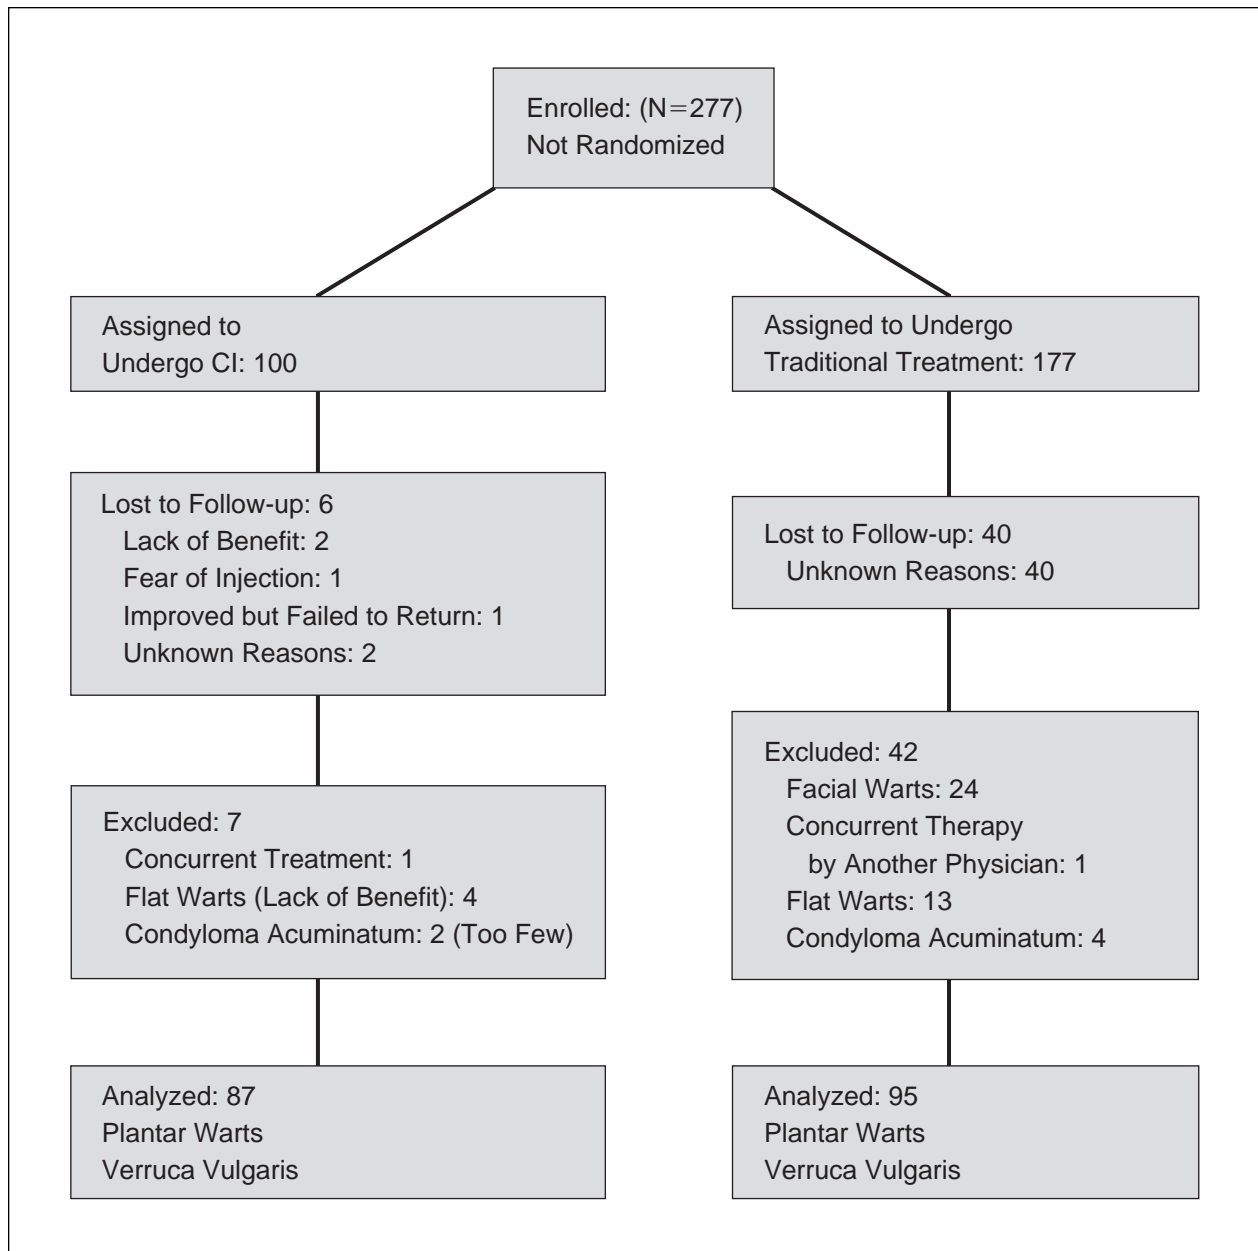 Enrolled: (N=277)
Not Randomized
Assigned to
Undergo CI: 100
Lost to Follow-up: 6
Lack of Benefit: 2
Fear of Injection: 1
Improved but Failed to Return: 1
Unknown Reasons: 2
Excluded: 7
Concurrent Treatment: 1
Flat Warts (Lack of Benefit): 4
Condyloma Acuminatum: 2 (Too Few)
Analyzed: 87
Plantar Warts
Verruca Vulgaris
Assigned to Undergo
Traditional Treatment: 177
Lost to Follow-up: 40
Unknown Reasons: 40
Excluded: 42
Facial Warts: 24
Concurrent Therapy
by Another Physician: 1
Flat Warts: 13
Condyloma Acuminatum: 4
Analyzed: 95
Plantar Warts
Verruca Vulgaris